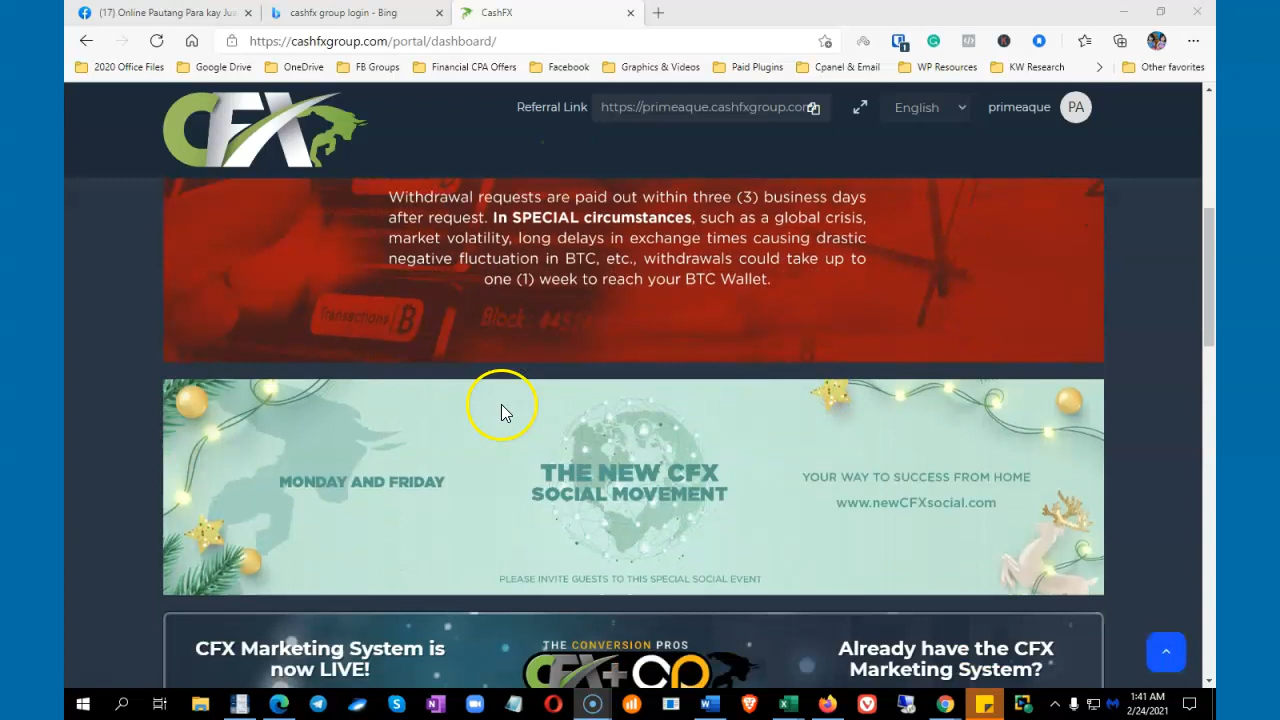 (17) Online Pautang Para kay Jua
cashfx group login - Bing
CashFX
https://cashfxgroup.com/portal/dashboard/
2020 Office Files
Google Drive
OneDrive
FB Groups
Financial CPA Offers
Facebook
Graphics & Videos
Paid Plugins
Cpanel & Email
WP Resources
KW Research
Other favorites
CFX
Referral Link
https://primeaque.cashfxgroup.com
English
primeaque
PA
Withdrawal requests are paid out within three (3) business days
after request. In SPECIAL circumstances, such as a global crisis,
market volatility, long delays in exchange times causing drastic
negative fluctuation in BTC, etc., withdrawals could take up to
one (1) week to reach your BTC Wallet.
Transactions B
Block
MONDAY AND FRIDAY
THE NEW CFX
SOCIAL MOVEMENT
YOUR WAY TO SUCCESS FROM HOME
www.newCFXsocial.com
PLEASE INVITE GUESTS TO THIS SPECIAL SOCIAL EVENT
CFX Marketing System is
now LIVE!
THE CONVERSION PROS
CFX+CP
Already have the CFX
Marketing System?
1:41 AM
2/24/2021